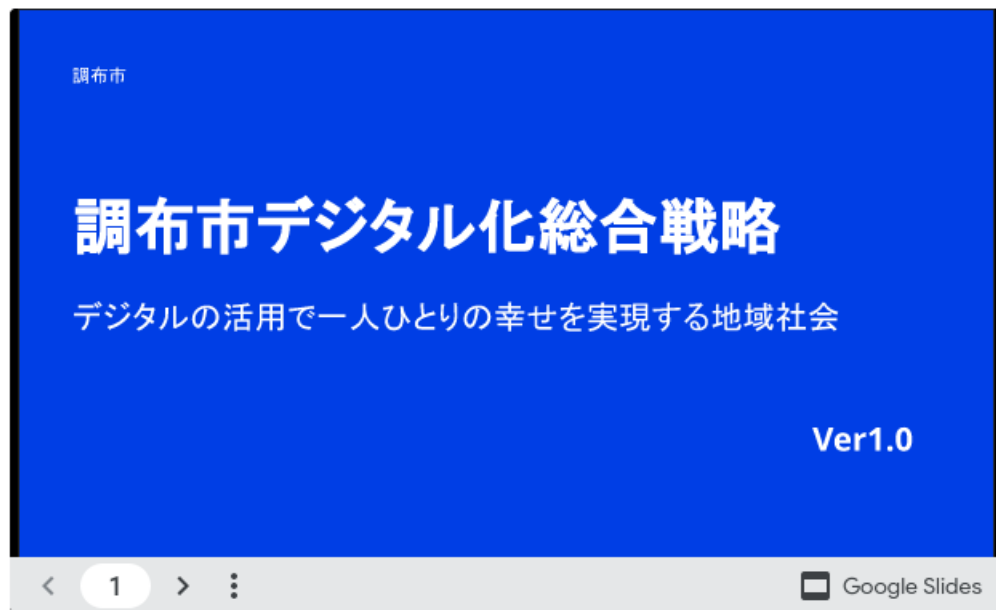 調布市
調布市デジタル化総合戦略
デジタルの活用で一人ひとりの幸せを実現する地域社会
Ver1.0
1
Google Slides